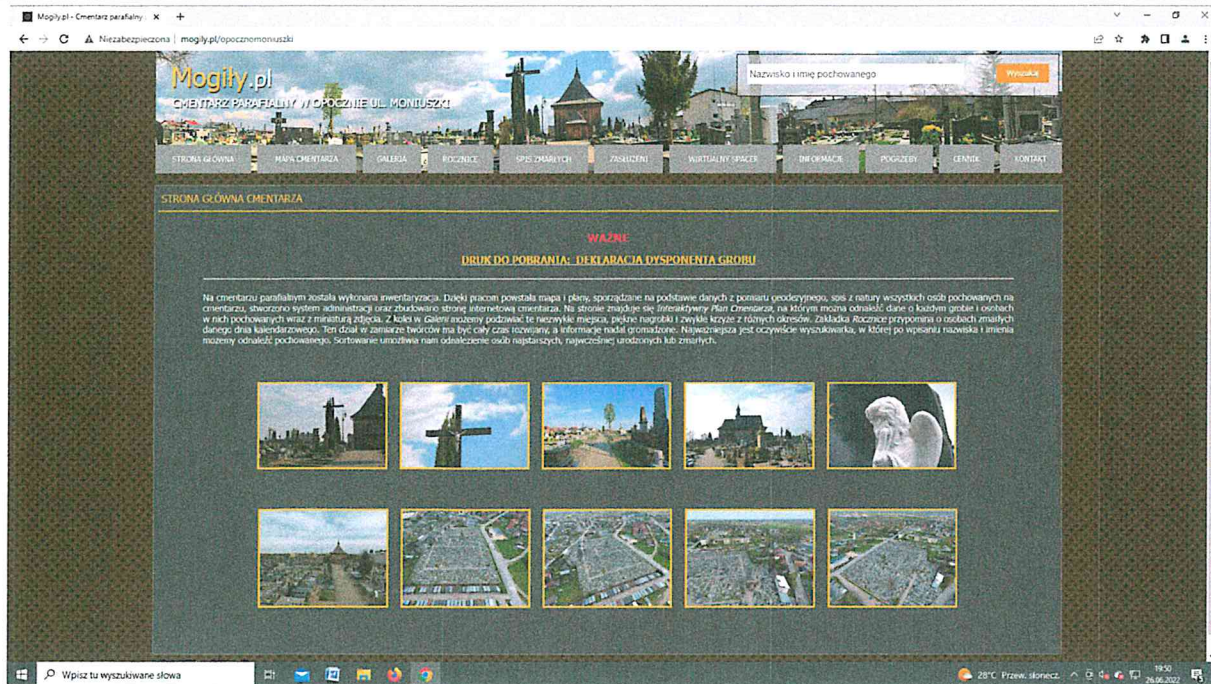 Mogily.pl - Cmentarz parafialny
Niezabezpieczona | mogily.pl/opocznomoniuszki
Mogiły.pl
CMENTARZ PARAFIALNY W OPOCZNIE UL. MONIUSZKI
Nazwisko i imię pochowanego
Wyszukaj
STRONA GŁÓWNA MAPA CMENTARZA GALERIA ROCZNICE SPIS ZMARŁYCH ZASŁUŻENI WIRTUALNY SPACER INFORMACJE POGRZEBY CENNIK KONTAKT
STRONA GŁÓWNA CMENTARZA
WAŻNE
DRUK DO POBRANIA: DEKLARACJA DYSPONENTA GROBU
Na cmentarzu parafialnym została wykonana inwentaryzacja. Dzięki pracom powstała mapa i plany, sporządzane na podstawie danych z pomiaru geodezyjnego, spis z natury wszystkich osób pochowanych na
cmentarzu, stworzono system administracji oraz zbudowano stronę internetową cmentarza. Na stronie znajduje się Interaktywny Plan Cmentarza, na którym można odnaleźć dane o każdym grobie i osobach
w nich pochowanych wraz z miniaturą zdjęcia. Z kolei w Galerii możemy podziwiać te niezwykłe miejsca, piękne nagrobki i zwykłe krzyże z różnych okresów. Zakładka Rocznice przypomina o osobach zmarłych
danego dnia kalendarzowego. Ten dział w zamiarze twórców ma być cały czas rozwijany, a informacje nadal gromadzone. Najważniejsza jest oczywiście wyszukiwarka, w której po wpisaniu nazwiska i imienia
możemy odnaleźć pochowanego. Sortowanie umożliwia nam odnalezienie osób najstarszych, najwcześniej urodzonych lub zmarłych.
Wpisz tu wyszukiwane słowa
28°C Przew. słonecz.
19:50
26.06.2022